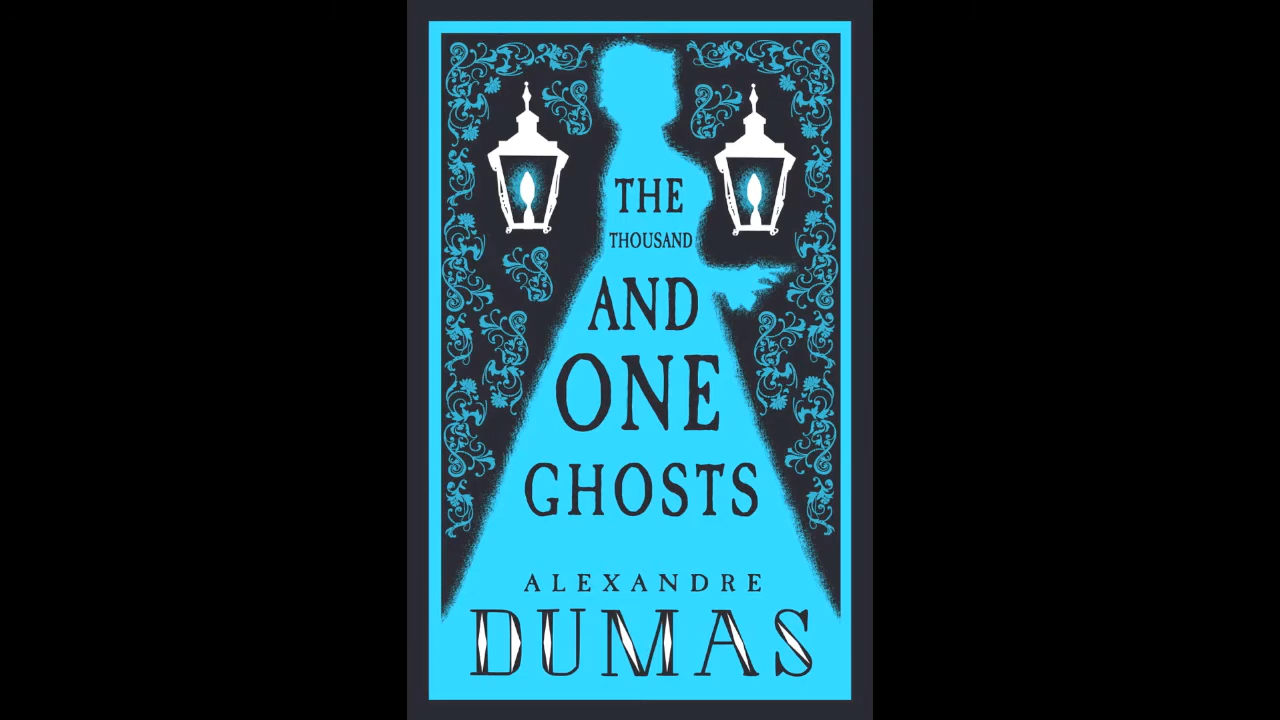 THE
THOUSAND
AND
ONE
GHOSTS
ALEXANDRE
DUMAS